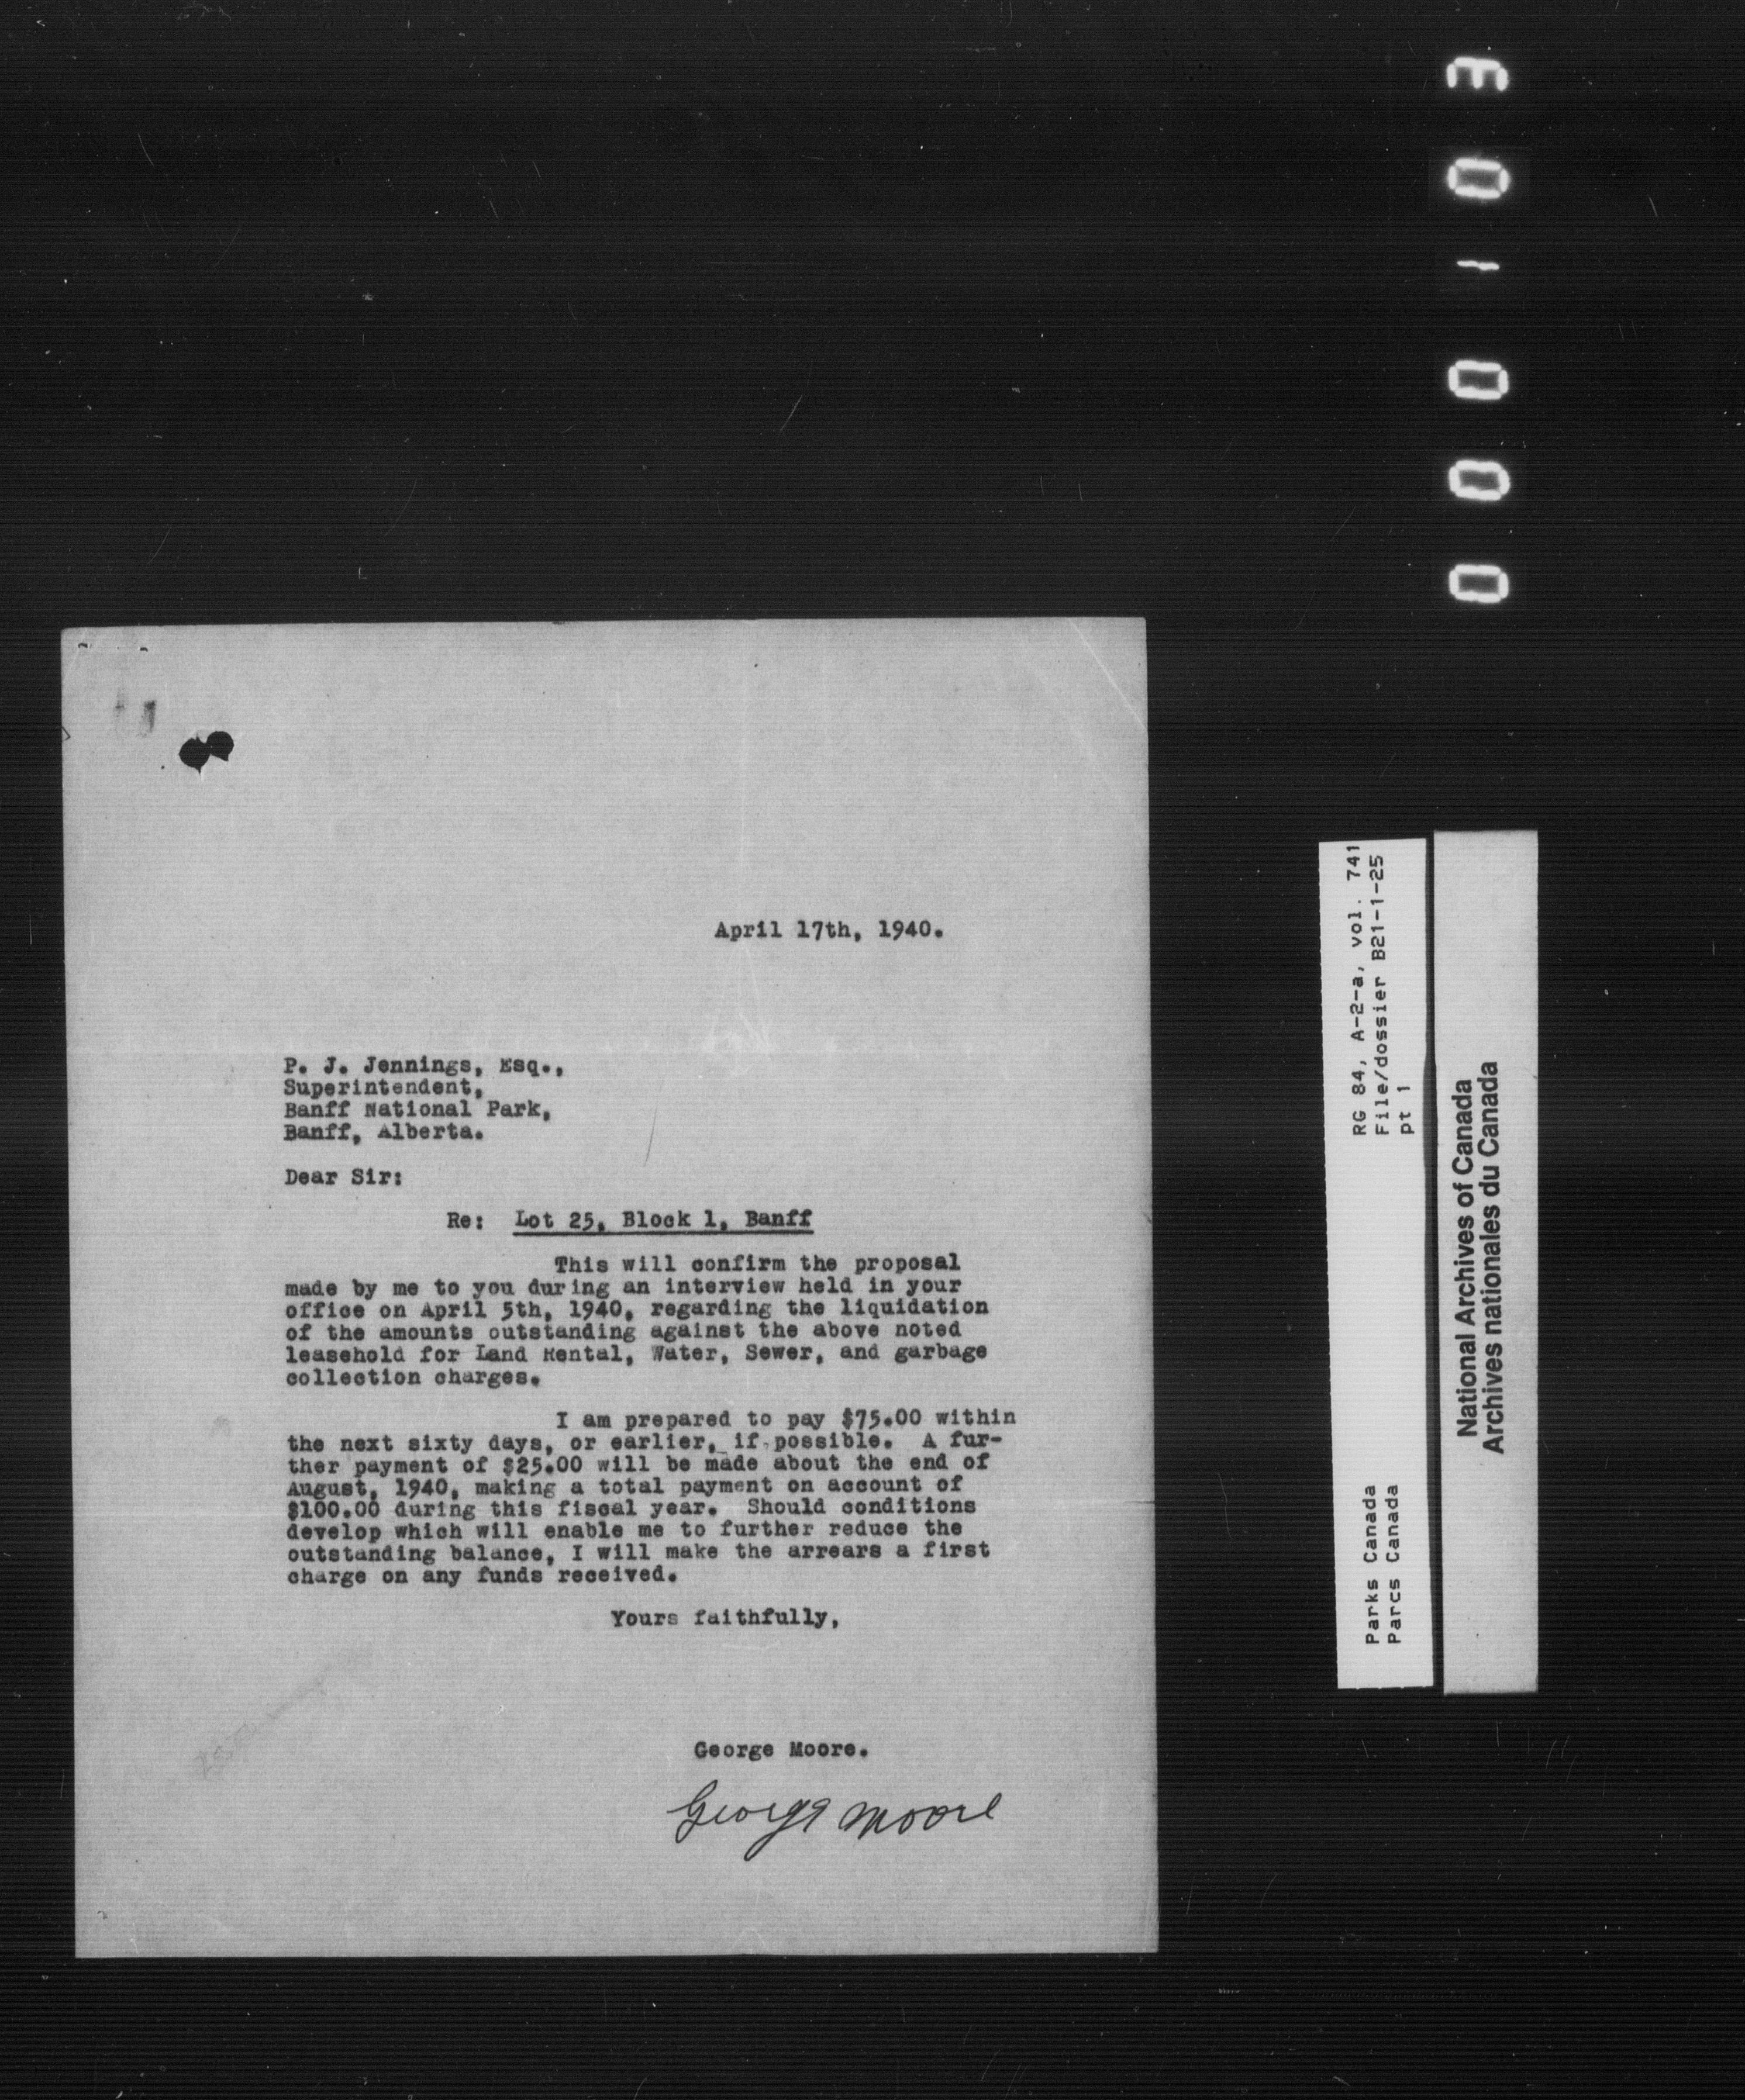 April 17th, 1940.
P. J. Jennings, Esq.,
Superintendent,
Banff National Park,
Banff, Alberta.
Dear Sir:
Re: Lot 25, Block 1, Banff
This will confirm the proposal
made by me to you during an interview held in your
office on April 5th, 1940, regarding the liquidation
of the amounts outstanding against the above noted
leasehold for Land Rental, Water, Sewer, and garbage
collection charges.
I am prepared to pay $75.00 within
the next sixty days, or earlier, if possible. A fur-
ther payment of $25.00 will be made about the end of
August, 1940, making a total payment on account of
$100.00 during this fiscal year. Should conditions
develop which will enable me to further reduce the
outstanding balance, I will make the arrears a first
charge on any funds received.
Yours faithfully,
George Moore.
George Moore
Parks Canada
Parcs Canada
RG 84, A-2-a, vol. 741
File/dossier B21-1-25
pt 1
National Archives of Canada
Archives nationales du Canada
000103